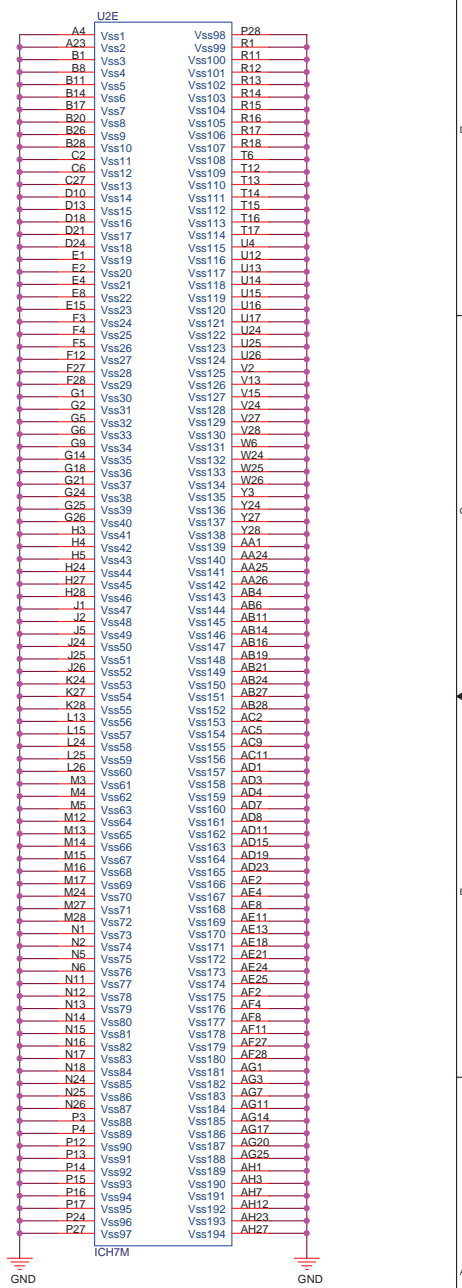 U2E
A4 Vss1 Vss98 P28
A23 Vss2 Vss99 R1
B1 Vss3 Vss100 R11
B8 Vss4 Vss101 R12
B11 Vss5 Vss102 R13
B14 Vss6 Vss103 R14
B17 Vss7 Vss104 R15
B20 Vss8 Vss105 R16
B26 Vss9 Vss106 R17
B28 Vss10 Vss107 R18
C2 Vss11 Vss108 T6
C6 Vss12 Vss109 T12
C27 Vss13 Vss110 T13
D10 Vss14 Vss111 T14
D13 Vss15 Vss112 T15
D18 Vss16 Vss113 T16
D21 Vss17 Vss114 T17
D24 Vss18 Vss115 U4
E1 Vss19 Vss116 U12
E2 Vss20 Vss117 U13
E4 Vss21 Vss118 U14
E8 Vss22 Vss119 U15
E15 Vss23 Vss120 U16
F3 Vss24 Vss121 U17
F4 Vss25 Vss122 U24
F5 Vss26 Vss123 U25
F12 Vss27 Vss124 U26
F27 Vss28 Vss125 V2
F28 Vss29 Vss126 V13
G1 Vss30 Vss127 V15
G2 Vss31 Vss128 V24
G5 Vss32 Vss129 V27
G6 Vss33 Vss130 V28
G9 Vss34 Vss131 W6
G14 Vss35 Vss132 W24
G18 Vss36 Vss133 W25
G21 Vss37 Vss134 W26
G24 Vss38 Vss135 Y3
G25 Vss39 Vss136 Y24
G26 Vss40 Vss137 Y27
H3 Vss41 Vss138 Y28
H4 Vss42 Vss139 AA1
H5 Vss43 Vss140 AA24
H24 Vss44 Vss141 AA25
H27 Vss45 Vss142 AA26
H28 Vss46 Vss143 AB4
J1 Vss47 Vss144 AB6
J2 Vss48 Vss145 AB11
J5 Vss49 Vss146 AB14
J24 Vss50 Vss147 AB16
J25 Vss51 Vss148 AB19
J26 Vss52 Vss149 AB21
K24 Vss53 Vss150 AB24
K27 Vss54 Vss151 AB27
K28 Vss55 Vss152 AB28
L13 Vss56 Vss153 AC2
L15 Vss57 Vss154 AC5
L24 Vss58 Vss155 AC9
L25 Vss59 Vss156 AC11
L26 Vss60 Vss157 AD1
M3 Vss61 Vss158 AD3
M4 Vss62 Vss159 AD4
M5 Vss63 Vss160 AD7
M12 Vss64 Vss161 AD8
M13 Vss65 Vss162 AD11
M14 Vss66 Vss163 AD15
M15 Vss67 Vss164 AD19
M16 Vss68 Vss165 AD23
M17 Vss69 Vss166 AE2
M24 Vss70 Vss167 AE4
M27 Vss71 Vss168 AE8
M28 Vss72 Vss169 AE11
N1 Vss73 Vss170 AE13
N2 Vss74 Vss171 AE18
N5 Vss75 Vss172 AE21
N6 Vss76 Vss173 AE24
N11 Vss77 Vss174 AE25
N12 Vss78 Vss175 AF2
N13 Vss79 Vss176 AF4
N14 Vss80 Vss177 AF8
N15 Vss81 Vss178 AF11
N16 Vss82 Vss179 AF27
N17 Vss83 Vss180 AF28
N18 Vss84 Vss181 AG1
N24 Vss85 Vss182 AG3
N25 Vss86 Vss183 AG7
N26 Vss87 Vss184 AG11
P3 Vss88 Vss185 AG14
P4 Vss89 Vss186 AG17
P12 Vss90 Vss187 AG20
P13 Vss91 Vss188 AG25
P14 Vss92 Vss189 AH1
P15 Vss93 Vss190 AH3
P16 Vss94 Vss191 AH7
P17 Vss95 Vss192 AH12
P24 Vss96 Vss193 AH23
P27 Vss97 Vss194 AH27
ICH7M
GND GND